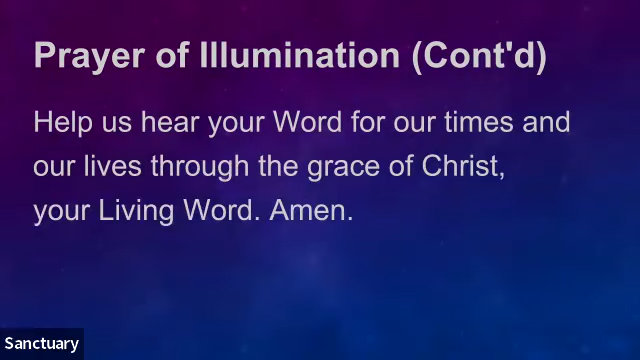 Prayer of Illumination (Cont'd)
Help us hear your Word for our times and
our lives through the grace of Christ,
your Living Word. Amen.
Sanctuary